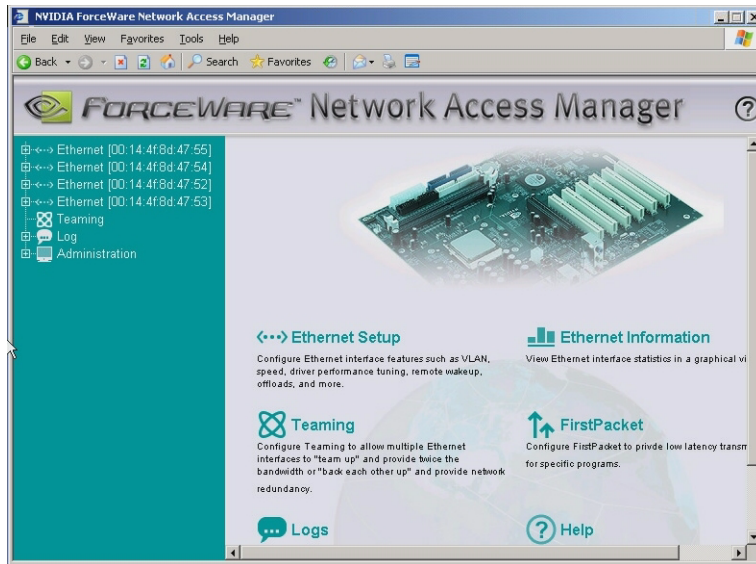 NVIDIA ForceWare Network Access Manager
File Edit View Favorites Tools Help
Back Search Favorites
FORCEWARE™ Network Access Manager
Ethernet [00:14:4f:8d:47:55]
Ethernet [00:14:4f:8d:47:54]
Ethernet [00:14:4f:8d:47:52]
Ethernet [00:14:4f:8d:47:53]
Teaming
Log
Administration
Ethernet Setup
Configure Ethernet interface features such as VLAN,
speed, driver performance tuning, remote wakeup,
offloads, and more.
Ethernet Information
View Ethernet interface statistics in a graphical vi
Teaming
Configure Teaming to allow multiple Ethernet
interfaces to "team up" and provide twice the
bandwidth or "back each other up" and provide network
redundancy.
FirstPacket
Configure FirstPacket to privde low latency transm
for specific programs.
Logs
Help